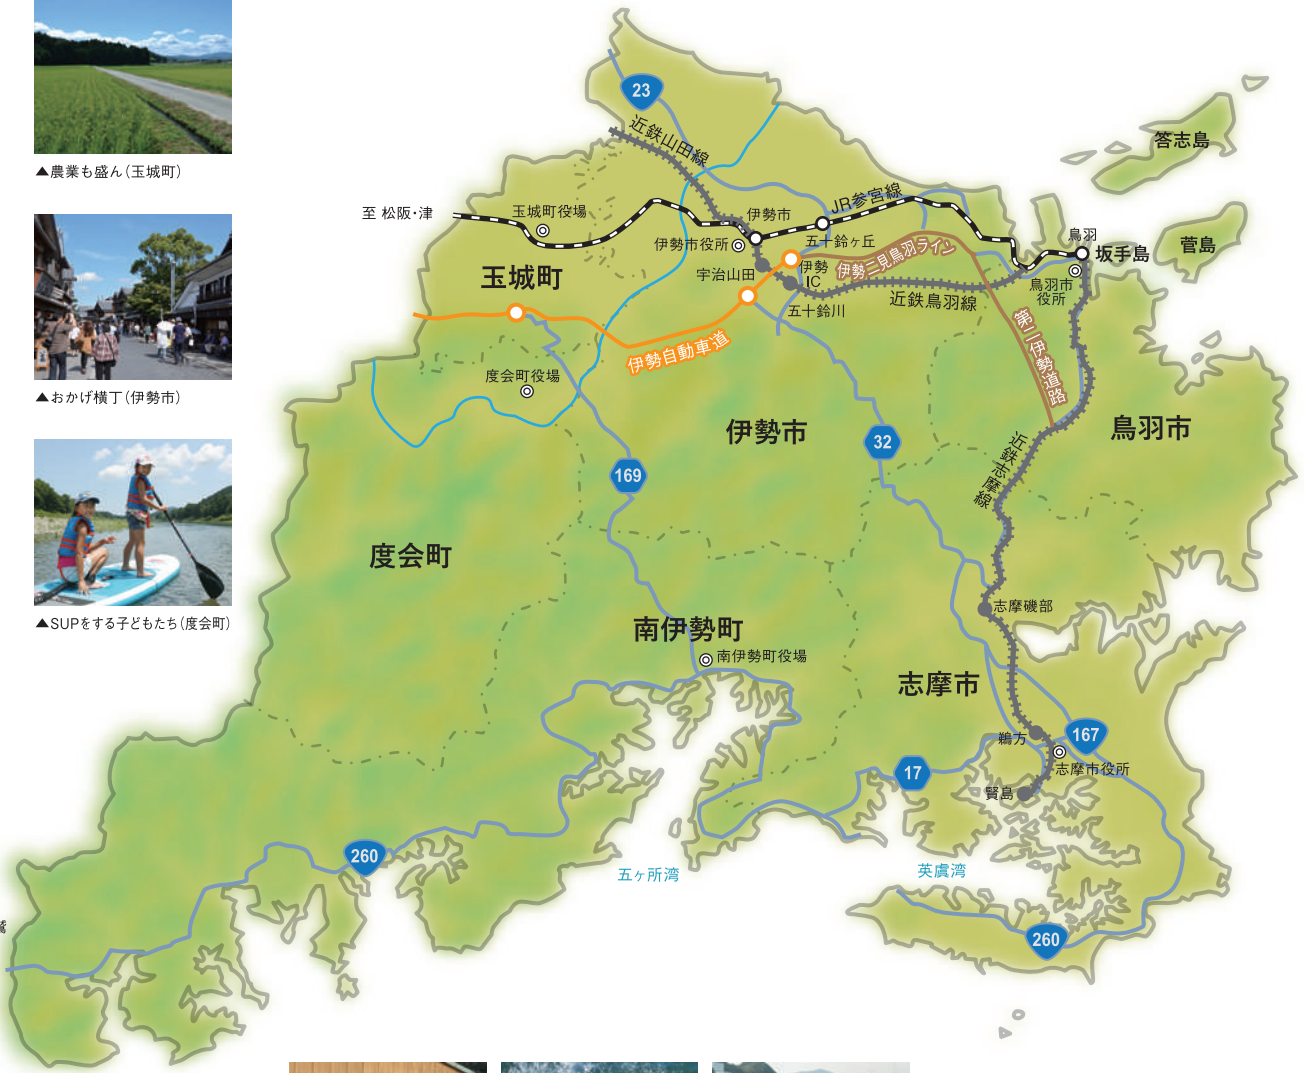 ▲農業も盛ん（玉城町）
▲おかげ横丁（伊勢市）
▲SUPをする子どもたち（度会町）
23
近鉄山田線
答志島
至 松阪・津
玉城町役場
伊勢市
JR参宮線
伊勢市役所
五十鈴ヶ丘
鳥羽
坂手島
菅島
玉城町
宇治山田
伊勢
IC
伊勢二見鳥羽ライン
鳥羽市
役所
五十鈴川
近鉄鳥羽線
伊勢自動車道
第二伊勢道路
度会町役場
伊勢市
32
鳥羽市
169
近鉄志摩線
度会町
志摩磯部
南伊勢町
南伊勢町役場
志摩市
鵜方
167
志摩市役所
17
賢島
260
五ヶ所湾
英虞湾
260